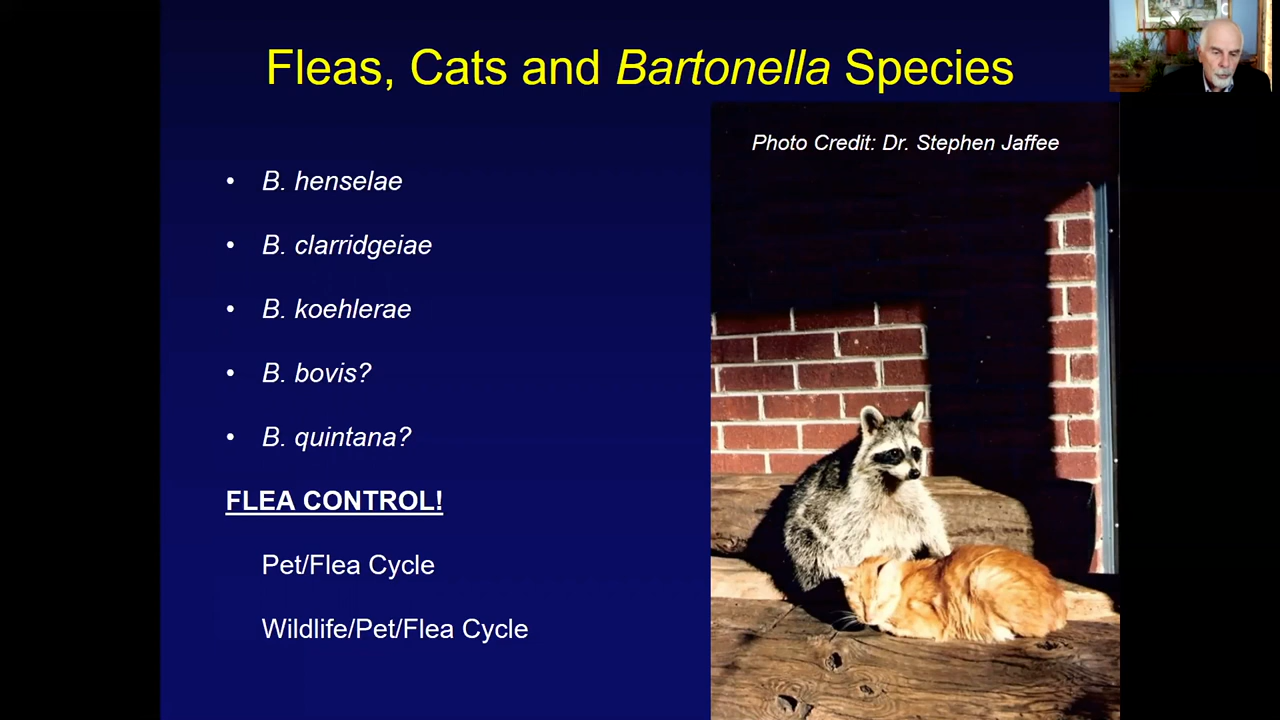 Fleas, Cats and Bartonella Species
Photo Credit: Dr. Stephen Jaffee
• B. henselae
• B. clarridgeiae
• B. koehlerae
• B. bovis?
• B. quintana?
FLEA CONTROL!
Pet/Flea Cycle
Wildlife/Pet/Flea Cycle